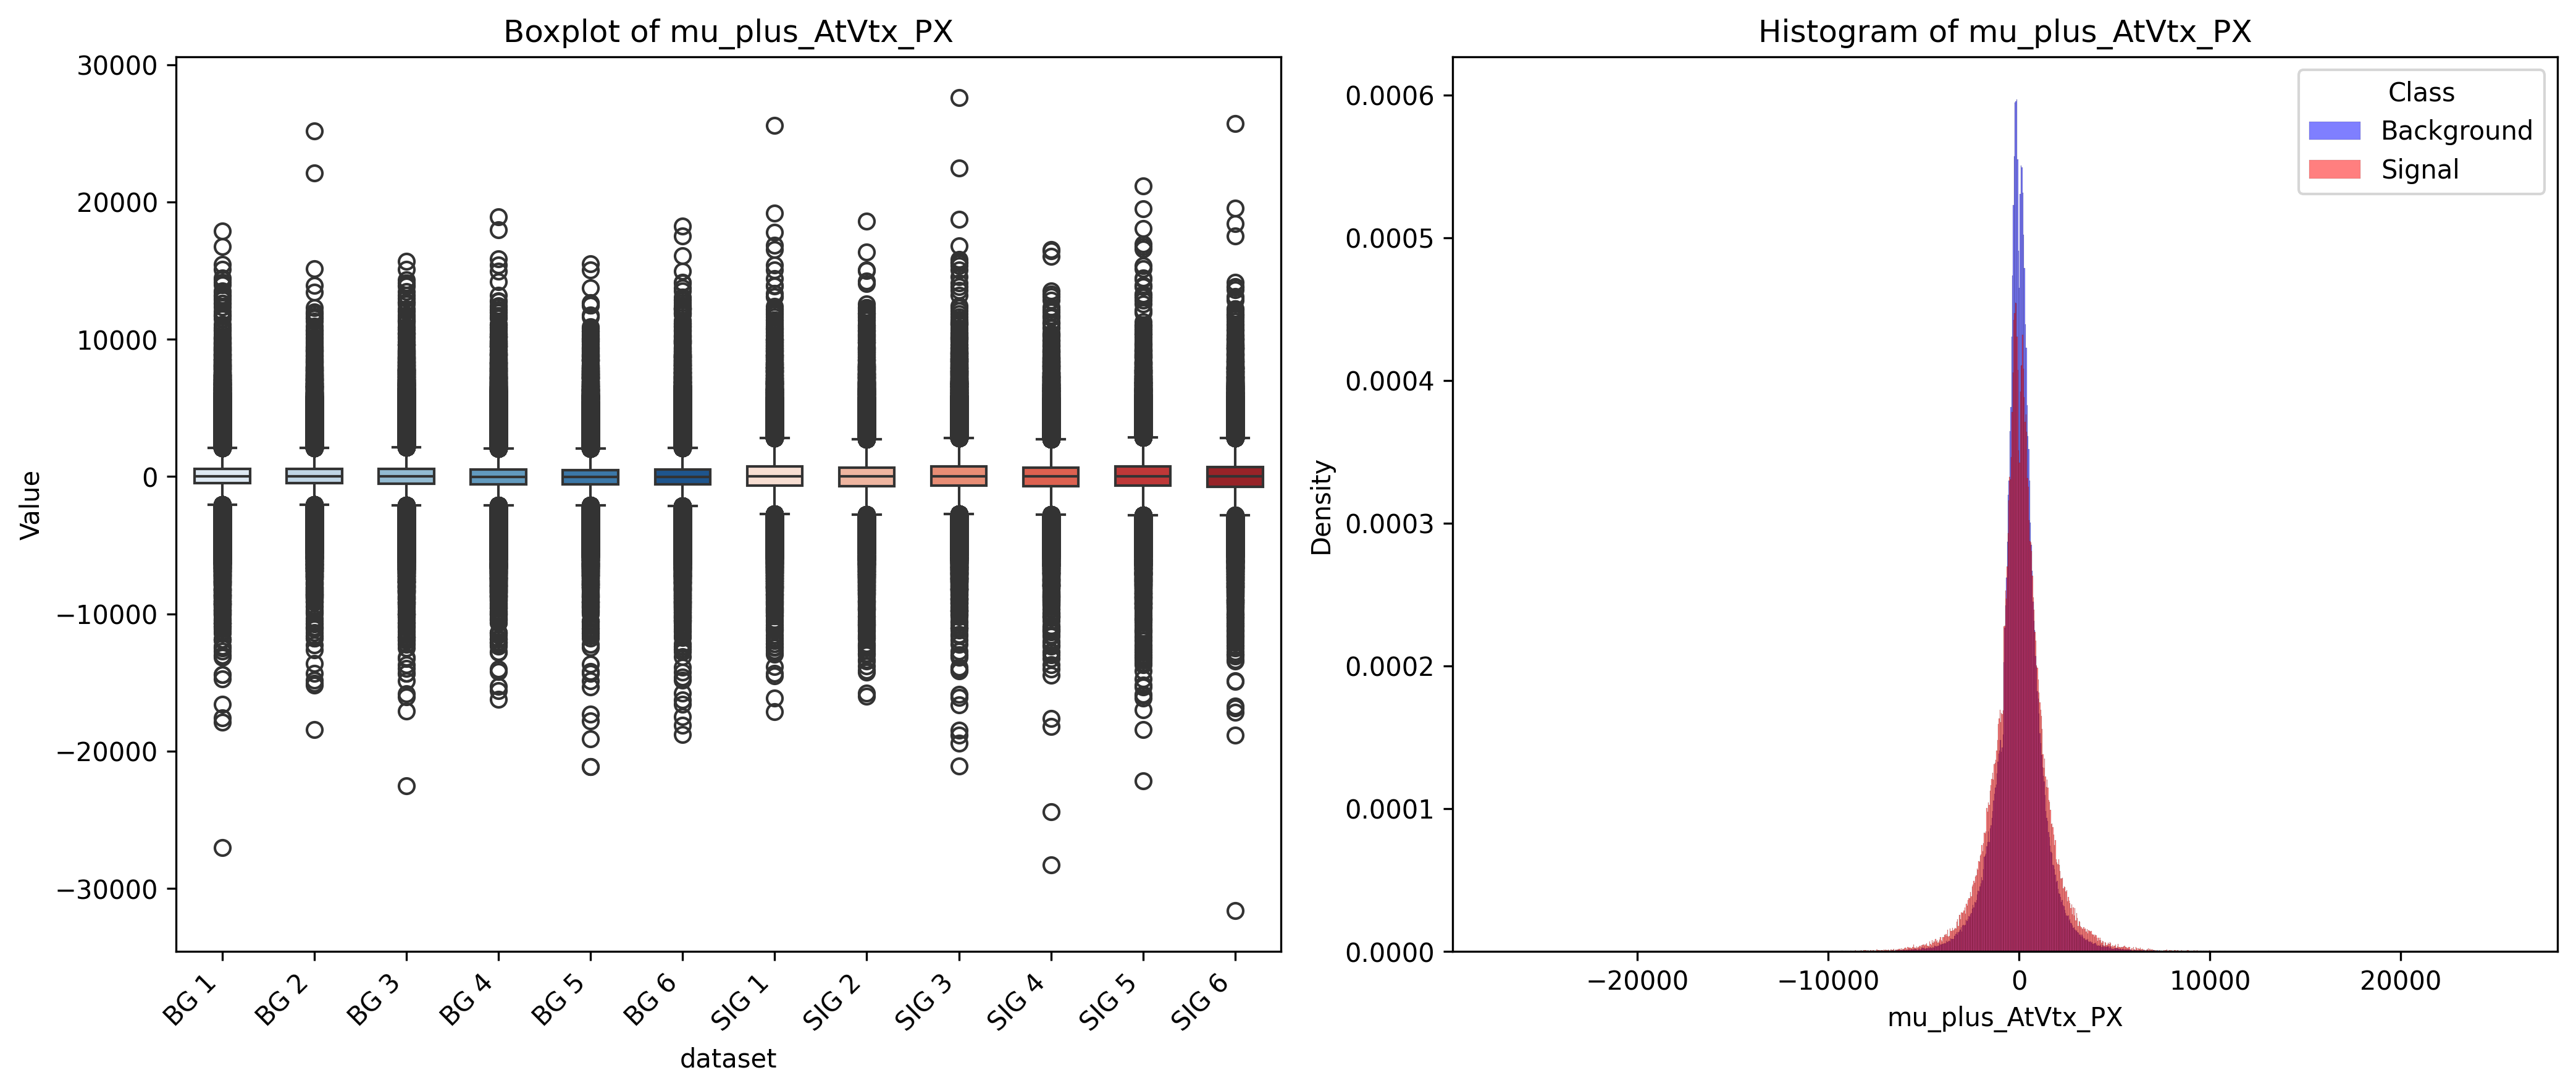 Boxplot of mu_plus_AtVtx_PX
30000
20000
10000
0
−10000
−20000
−30000
Value
BG 1
BG 2
BG 3
BG 4
BG 5
BG 6
SIG 1
SIG 2
SIG 3
SIG 4
SIG 5
SIG 6
dataset
Histogram of mu_plus_AtVtx_PX
Class
Background
Signal
0.0006
0.0005
0.0004
0.0003
0.0002
0.0001
0.0000
Density
−20000
−10000
0
10000
20000
mu_plus_AtVtx_PX